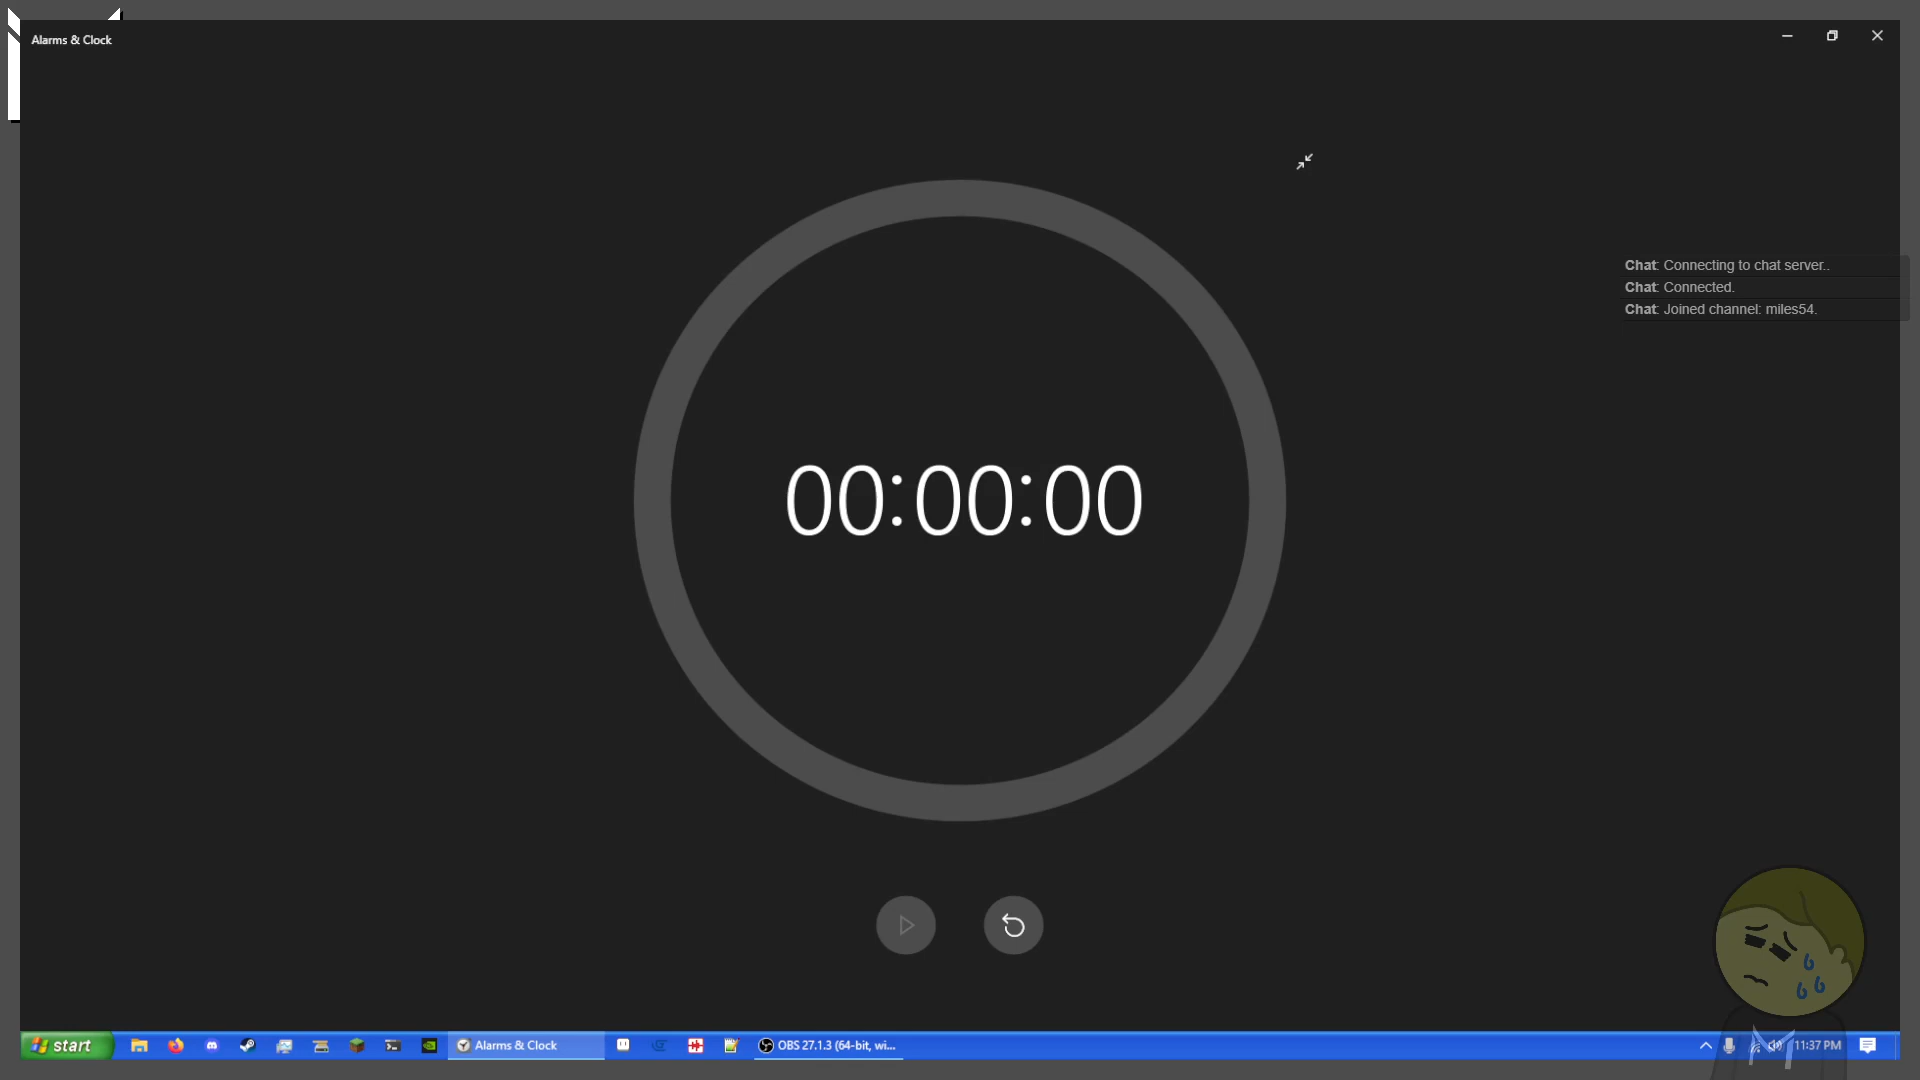 Alarms & Clock
Chat: Connecting to chat server..
Chat: Connected.
Chat: Joined channel: miles54.
00:00:00
start
Alarms & Clock
OBS 27.1.3 (64-bit, wi...
11:37 PM